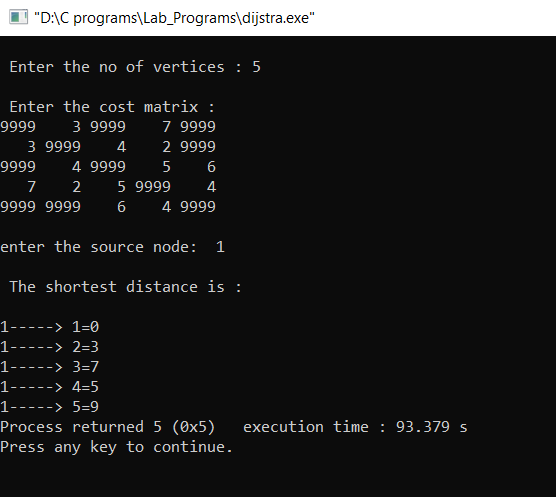 "D:\C programs\Lab_Programs\dijstra.exe"
Enter the no of vertices : 5
Enter the cost matrix :
9999    3 9999    7 9999
   3 9999    4    2 9999
9999    4 9999    5    6
   7    2    5 9999    4
9999 9999    6    4 9999
enter the source node:  1
The shortest distance is :
1-----> 1=0
1-----> 2=3
1-----> 3=7
1-----> 4=5
1-----> 5=9
Process returned 5 (0x5)   execution time : 93.379 s
Press any key to continue.